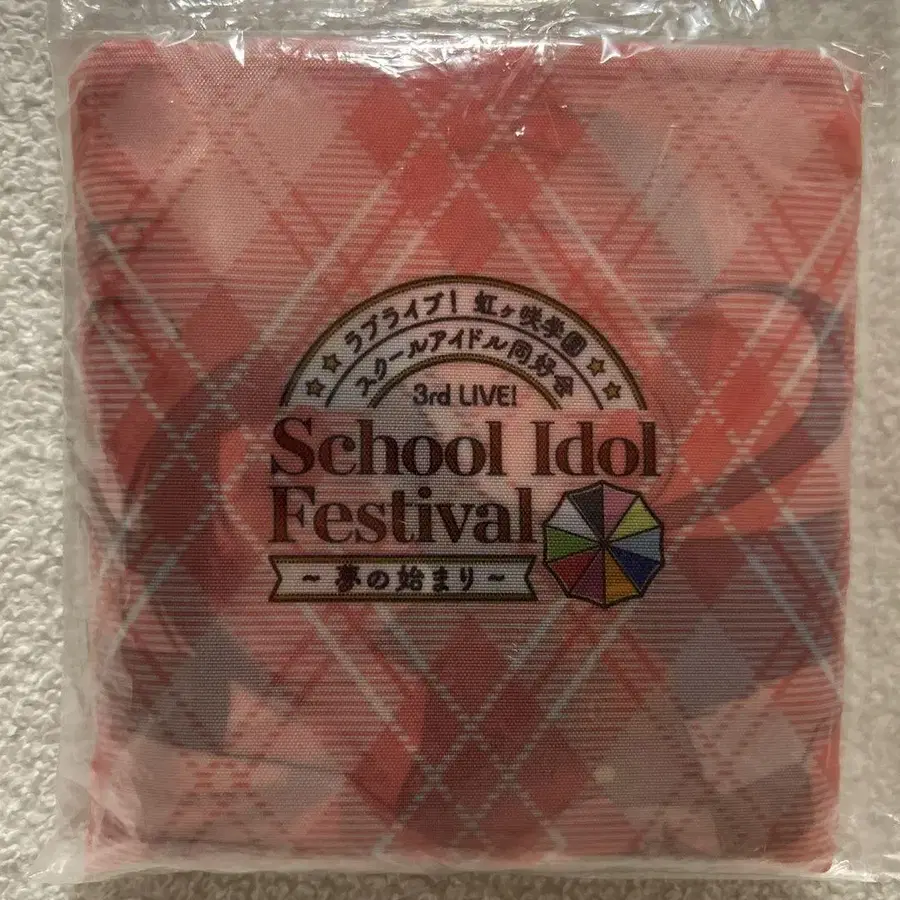 ラブライブ! 虹ヶ咲学園
スクールアイドル同好会
3rd LIVE!
School Idol
Festival
~夢の始まり~